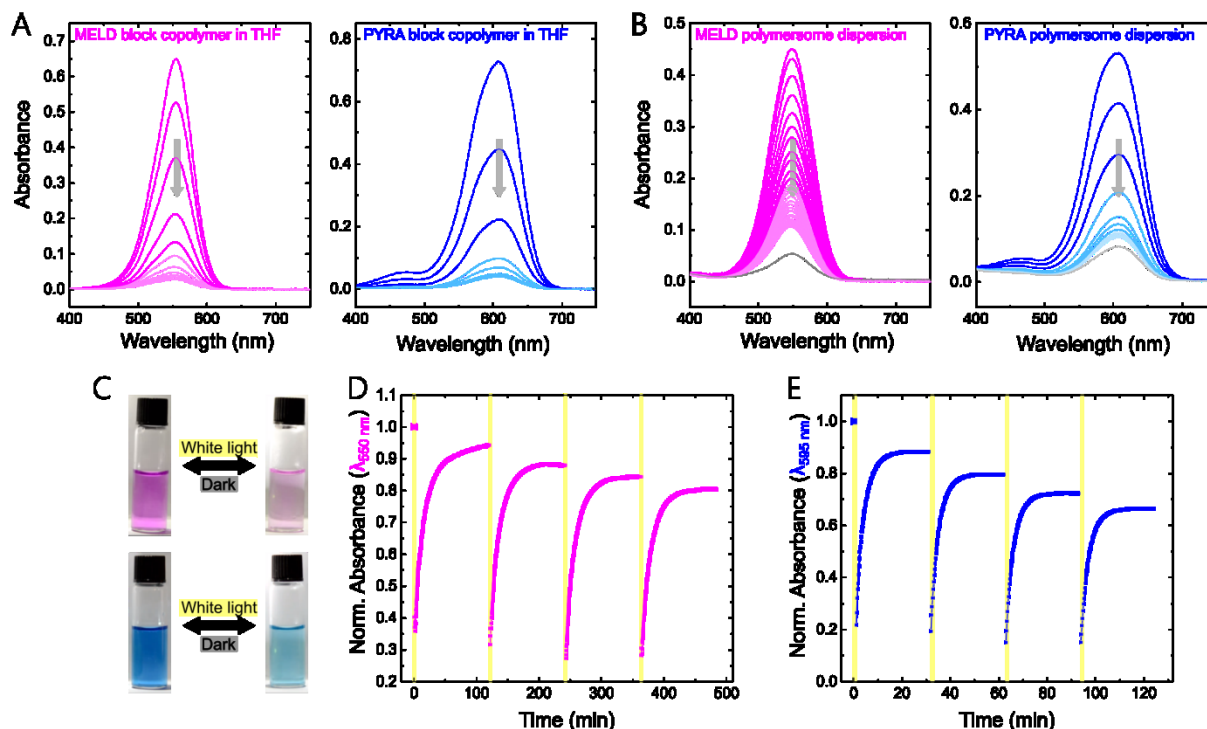 A
MELD block copolymer in THF
PYRA block copolymer in THF
B
MELD polymersome dispersion
PYRA polymersome dispersion
Absorbance
0.7
0.6
0.5
0.4
0.3
0.2
0.1
0.0
400 500 600 700
Wavelength (nm)
0.8
0.6
0.4
0.2
0.0
400 500 600 700
Wavelength (nm)
Absorbance
0.5
0.4
0.3
0.2
0.1
0.0
400 500 600 700
Wavelength (nm)
0.6
0.4
0.2
0.0
400 500 600 700
Wavelength (nm)
C
White light
Dark
White light
Dark
D
Norm. Absorbance (λ550 nm)
1.1
1.0
0.9
0.8
0.7
0.6
0.5
0.4
0.3
0.2
0 100 200 300 400 500
Time (min)
E
Norm. Absorbance (λ595 nm)
1.0
0.8
0.6
0.4
0.2
0.0
0 20 40 60 80 100 120
Time (min)